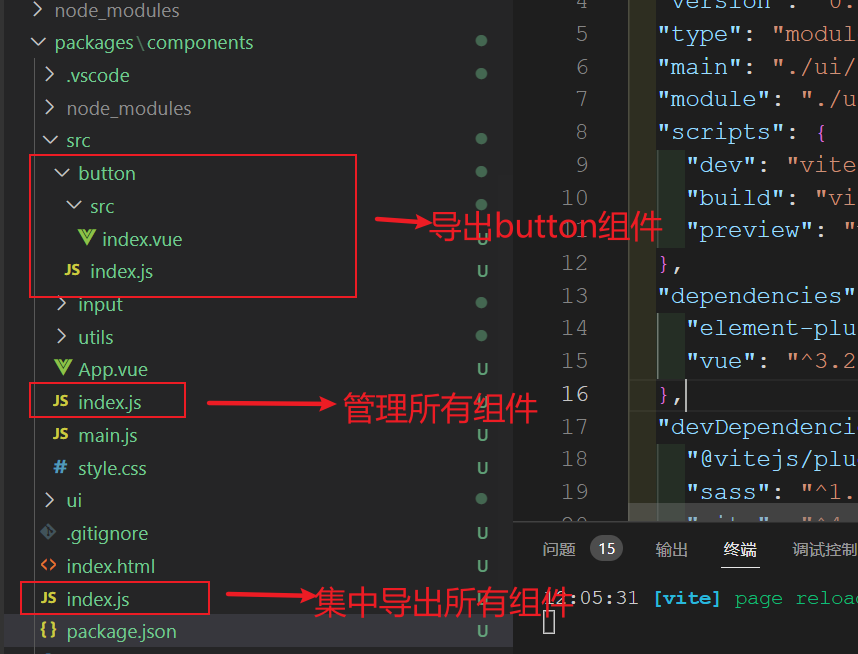 node_modules
packages\components
.vscode
node_modules
src
button
src
index.vue
U
JS index.js U
input
utils
App.vue U
JS index.js U
JS main.js U
# style.css U
ui
.gitignore U
<> index.html U
JS index.js
{} package.json U
导出button组件
管理所有组件
集中导出所有组件
4
5 "type": "modul
6 "main": "./ui/
7 "module": "./u
8 "scripts": {
9 "dev": "vite
10 "build": "vi
11 "preview": "
12 },
13 "dependencies"
14 "element-plu
15 "vue": "^3.2
16 },
17 "devDependenci
18 "@vitejs/plu
19 "sass": "^1.
问题 15 输出 终端 调试控制
12:05:31 [vite] page reloa